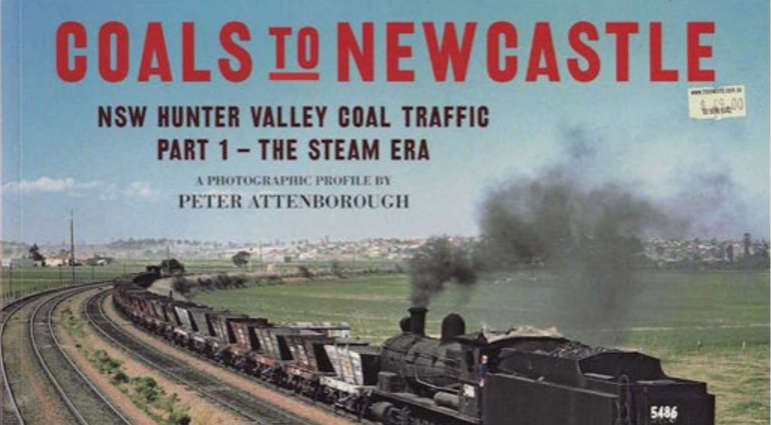 COALS TO NEWCASTLE
NSW HUNTER VALLEY COAL TRAFFIC
PART 1 – THE STEAM ERA
A PHOTOGRAPHIC PROFILE BY
PETER ATTENBOROUGH
5486